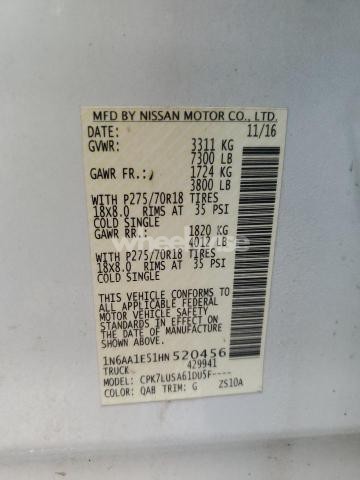 MFD BY NISSAN MOTOR CO., LTD.
DATE: 11/16
GVWR: 3311 KG
7300 LB
GAWR FR.: 1724 KG
3800 LB
WITH P275/70R18 TIRES
18X8.0 RIMS AT 35 PSI
COLD SINGLE
GAWR RR.: 1820 KG
4012 LB
WITH P275/70R18 TIRES
18X8.0 RIMS AT 35 PSI
COLD SINGLE
THIS VEHICLE CONFORMS TO
ALL APPLICABLE FEDERAL
MOTOR VEHICLE SAFETY
STANDARDS IN EFFECT ON
THE DATE OF MANUFACTURE
SHOWN ABOVE.
1N6AA1E51HN520456
TRUCK 429941
MODEL: CPK7LUSA61DU5F----
COLOR: QAB TRIM: G ZS10A